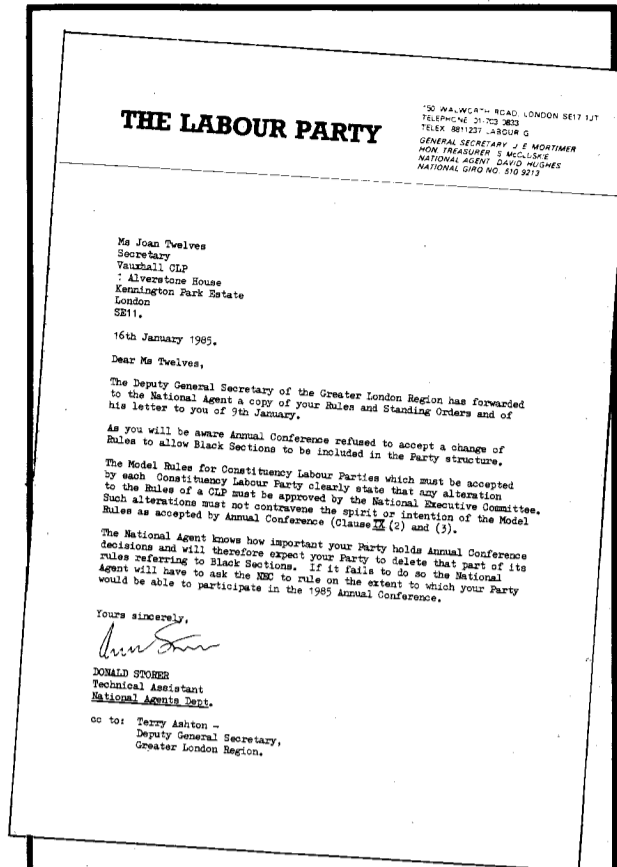 THE LABOUR PARTY
150 WALWORTH ROAD, LONDON SE17 1JT
TELEPHONE 01-703 0833
TELEX 8811237 LABOUR G
GENERAL SECRETARY J E MORTIMER
HON. TREASURER S McCLUSKIE
NATIONAL AGENT DAVID HUGHES
NATIONAL GIRO NO. 510 9213
Ms Joan Twelves
Secretary
Vauxhall CLP
Alverstone House
Kennington Park Estate
London
SE11.
16th January 1985.
Dear Ms Twelves,
The Deputy General Secretary of the Greater London Region has forwarded
to the National Agent a copy of your Rules and Standing Orders and of
his letter to you of 9th January.
As you will be aware Annual Conference refused to accept a change of
Rules to allow Black Sections to be included in the Party structure.
The Model Rules for Constituency Labour Parties which must be accepted
by each Constituency Labour Party clearly state that any alteration
to the Rules of a CLP must be approved by the National Executive Committee.
Such alterations must not contravene the spirit or intention of the Model
Rules as accepted by Annual Conference (Clause IX (2) and (3).
The National Agent knows how important your Party holds Annual Conference
decisions and will therefore expect your Party to delete that part of its
rules referring to Black Sections. If it fails to do so the National
Agent will have to ask the NEC to rule on the extent to which your Party
would be able to participate in the 1985 Annual Conference.
Yours sincerely,
DONALD STORER
Technical Assistant
National Agents Dept.
cc to: Terry Ashton -
Deputy General Secretary,
Greater London Region.